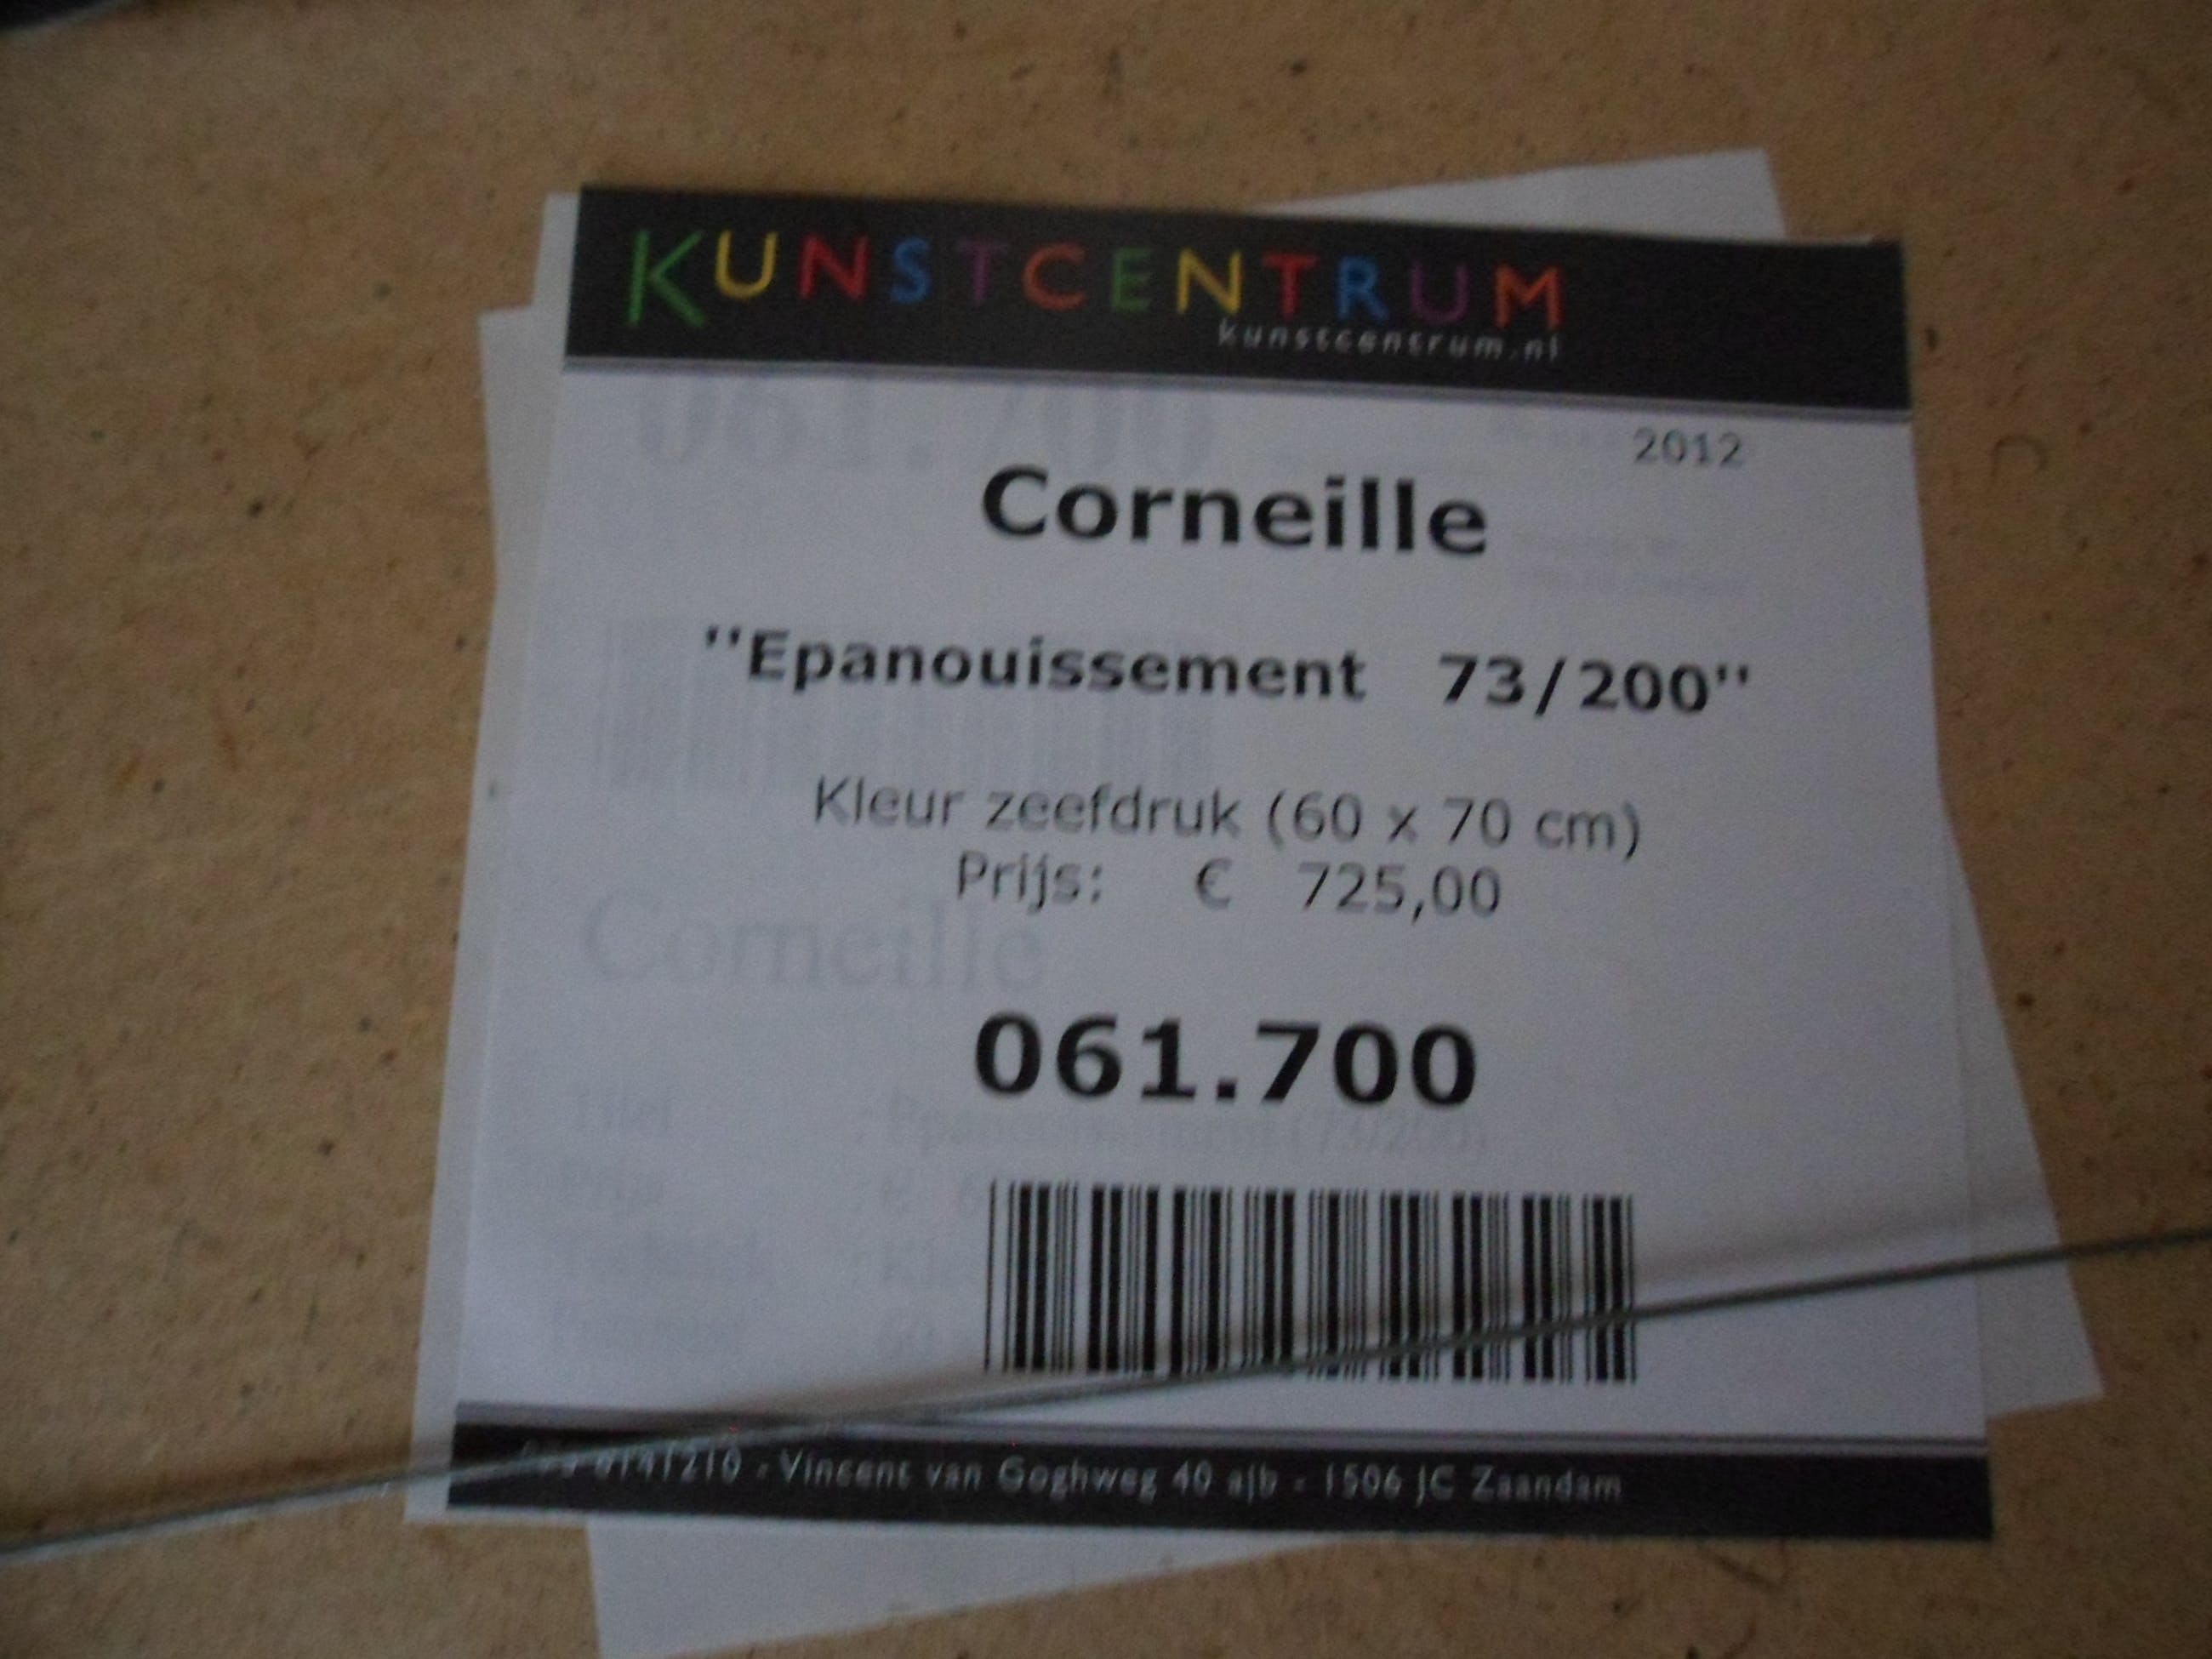 KUNSTCENTRUM
kunstcentrum.nl
2012
Corneille
"Epanouissement 73/200"
Kleur zeefdruk (60 x 70 cm)
Prijs: € 725,00
Corneille
061.700
- Vincent van Goghweg 40 a|b - 1506 JC Zaandam